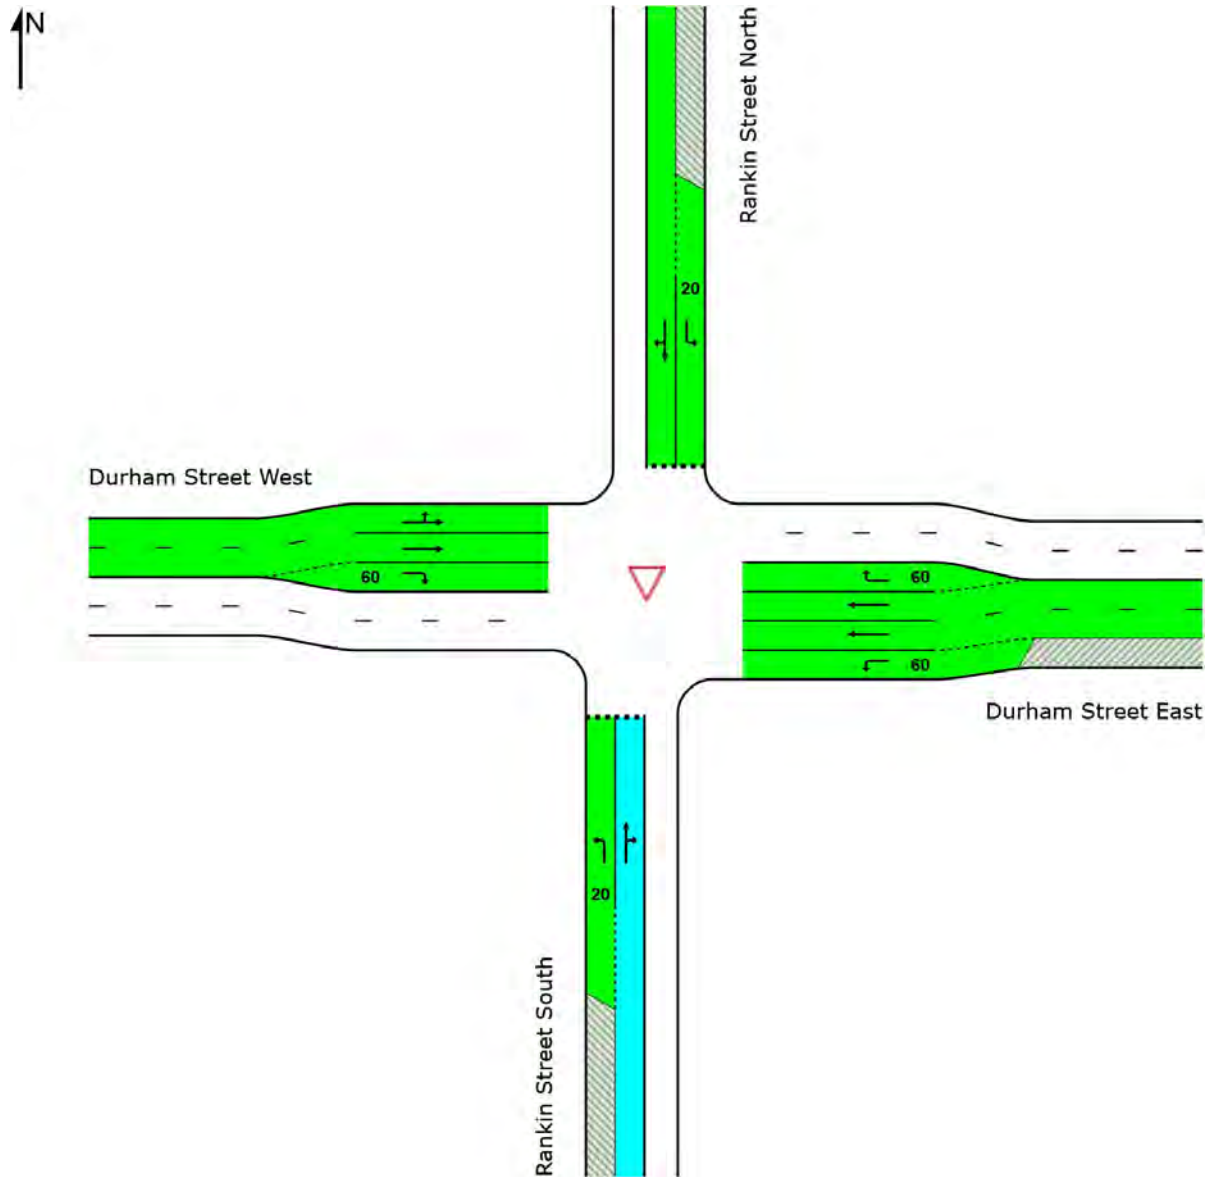 N
Rankin Street North
20
Durham Street West
60
60
60
Durham Street East
20
Rankin Street South